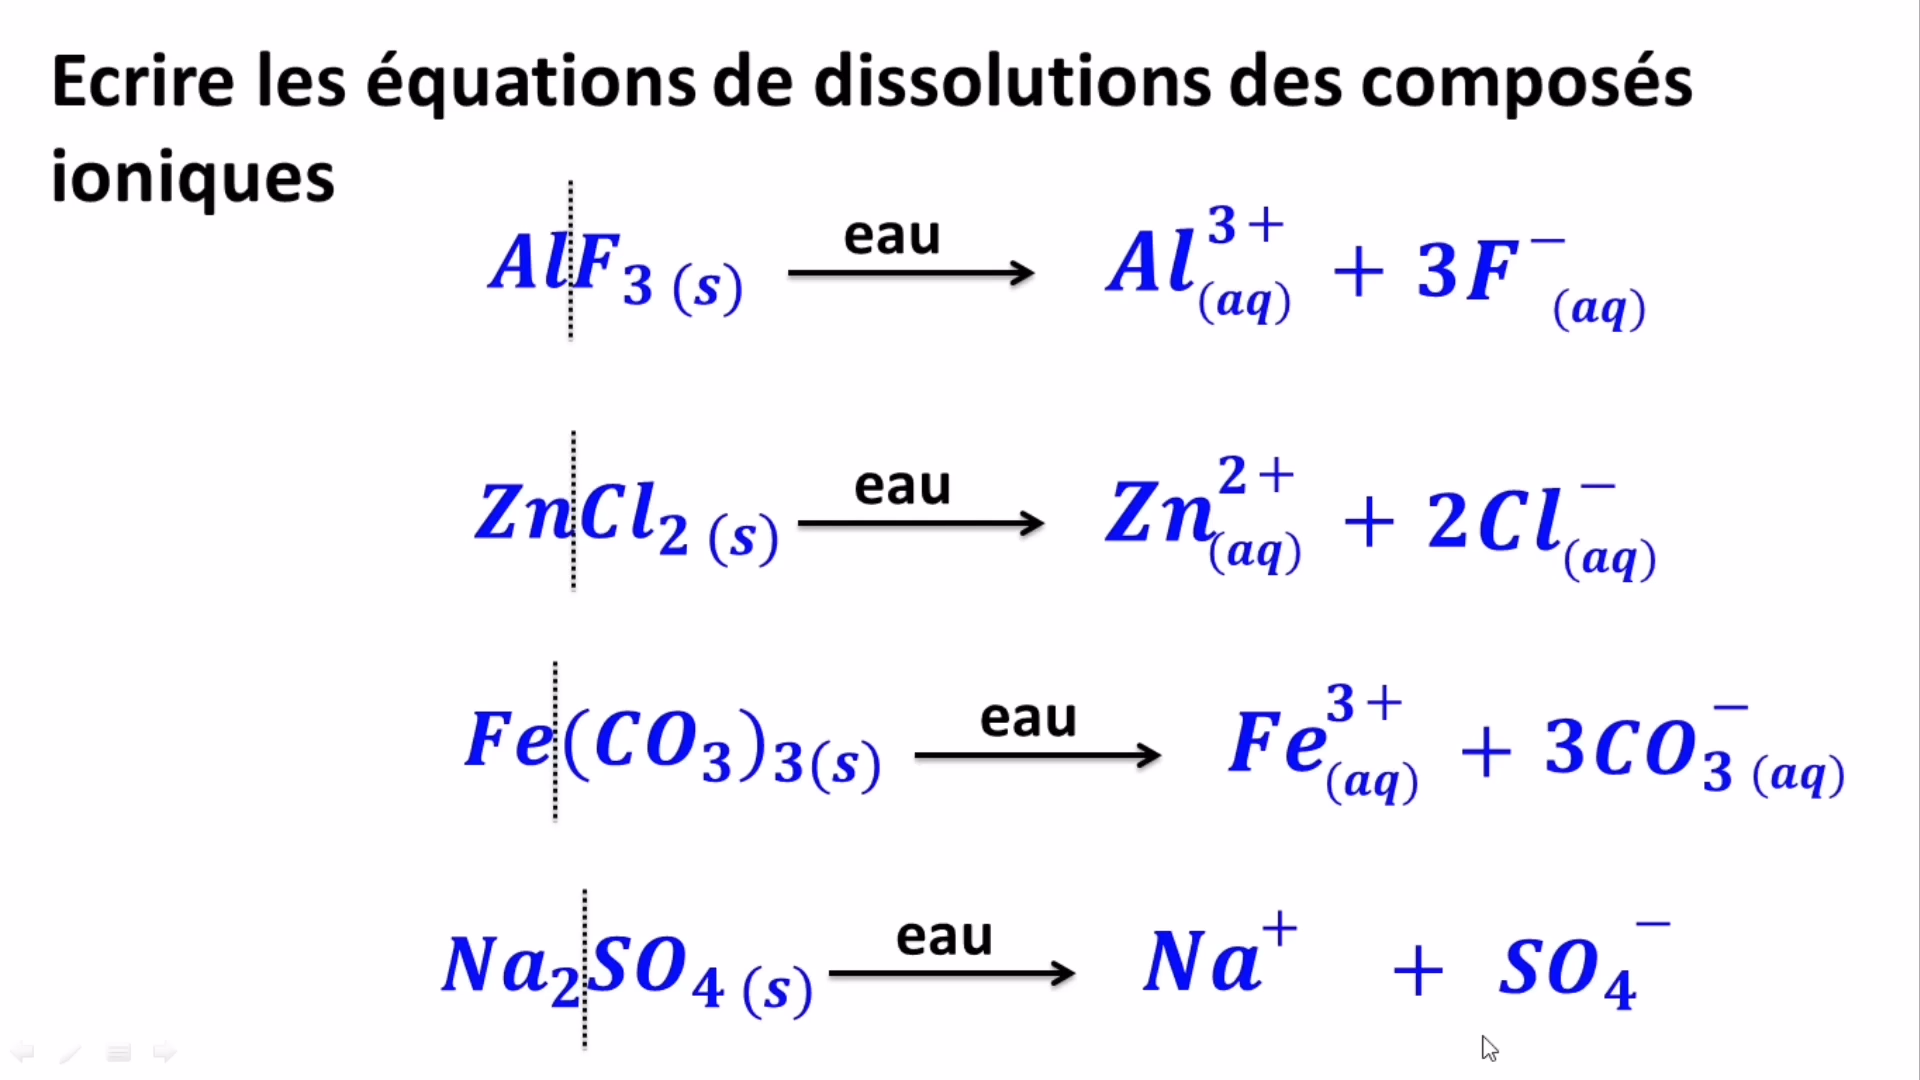 Ecrire les équations de dissolutions des composés
ioniques
AlF₃ (s) eau → Al³⁺(aq) + 3F⁻(aq)
ZnCl₂ (s) eau → Zn²⁺(aq) + 2Cl⁻(aq)
Fe(CO₃)₃(s) eau → Fe³⁺(aq) + 3CO₃⁻(aq)
Na₂SO₄ (s) eau → Na⁺ + SO₄⁻